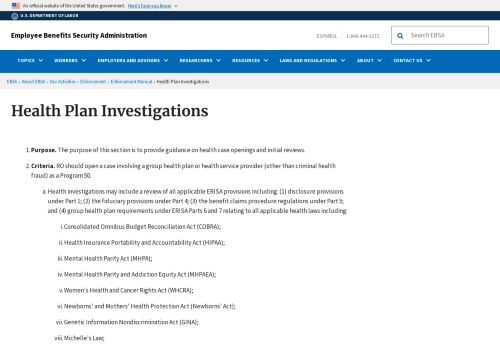 An official website of the United States government. Here's how you know
U.S. DEPARTMENT OF LABOR
Employee Benefits Security Administration
ESPAÑOL | 1-866-444-3272
Search EBSA
TOPICS WORKERS EMPLOYERS AND ADVISERS RESEARCHERS RESOURCES LAWS AND REGULATIONS ABOUT CONTACT US
EBSA › About EBSA › Our Activities › Enforcement › Enforcement Manual › Health Plan Investigations
Health Plan Investigations
1. Purpose. The purpose of this section is to provide guidance on health case openings and initial reviews.
2. Criteria. RO should open a case involving a group health plan or health service provider (other than criminal health
fraud) as a Program 50.
a. Health investigations may include a review of all applicable ERISA provisions including: (1) disclosure provisions
under Part 1; (2) the fiduciary provisions under Part 4; (3) the benefit claims procedure regulations under Part 5;
and (4) group health plan requirements under ERISA Parts 6 and 7 relating to all applicable health laws including:
i. Consolidated Omnibus Budget Reconciliation Act (COBRA);
ii. Health Insurance Portability and Accountability Act (HIPAA);
iii. Mental Health Parity Act (MHPA);
iv. Mental Health Parity and Addiction Equity Act (MHPAEA);
v. Women's Health and Cancer Rights Act (WHCRA);
vi. Newborns' and Mothers' Health Protection Act (Newborns' Act);
vii. Genetic Information Nondiscrimination Act (GINA);
viii. Michelle's Law;